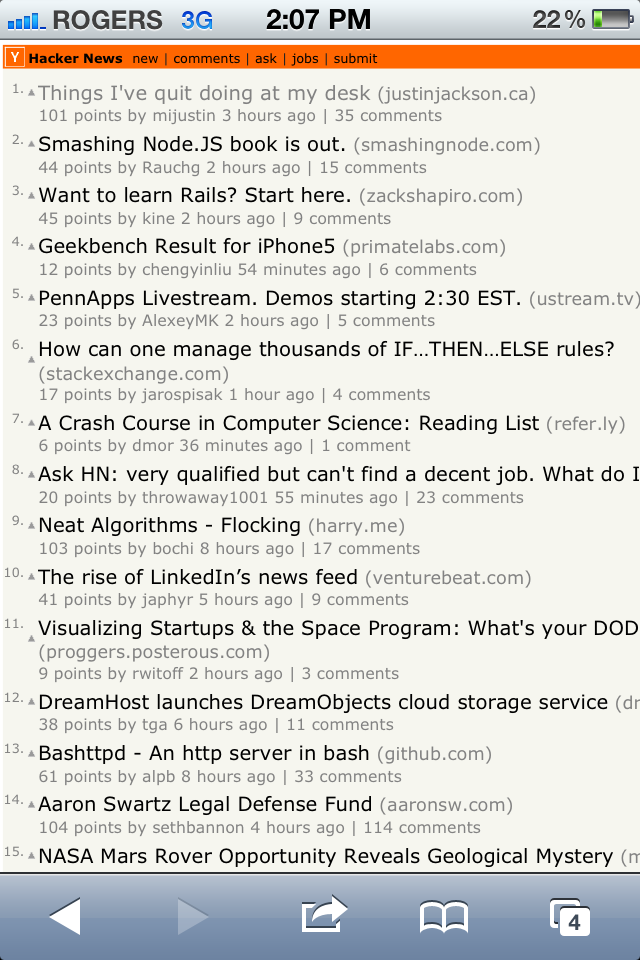 ROGERS 3G 2:07 PM 22%
Y Hacker News new | comments | ask | jobs | submit
1. Things I've quit doing at my desk (justinjackson.ca)
101 points by mijustin 3 hours ago | 35 comments
2. Smashing Node.JS book is out. (smashingnode.com)
44 points by Rauchg 2 hours ago | 15 comments
3. Want to learn Rails? Start here. (zackshapiro.com)
45 points by kine 2 hours ago | 9 comments
4. Geekbench Result for iPhone5 (primatelabs.com)
12 points by chengyinliu 54 minutes ago | 6 comments
5. PennApps Livestream. Demos starting 2:30 EST. (ustream.tv)
23 points by AlexeyMK 2 hours ago | 5 comments
6. How can one manage thousands of IF...THEN...ELSE rules?
(stackexchange.com)
17 points by jarospisak 1 hour ago | 4 comments
7. A Crash Course in Computer Science: Reading List (refer.ly)
6 points by dmor 36 minutes ago | 1 comment
8. Ask HN: very qualified but can't find a decent job. What do I
20 points by throwaway1001 55 minutes ago | 23 comments
9. Neat Algorithms - Flocking (harry.me)
103 points by bochi 8 hours ago | 17 comments
10. The rise of LinkedIn’s news feed (venturebeat.com)
41 points by japhyr 5 hours ago | 9 comments
11. Visualizing Startups & the Space Program: What's your DOD
(proggers.posterous.com)
9 points by rwitoff 2 hours ago | 3 comments
12. DreamHost launches DreamObjects cloud storage service (dr
38 points by tga 6 hours ago | 11 comments
13. Bashttpd - An http server in bash (github.com)
61 points by alpb 8 hours ago | 33 comments
14. Aaron Swartz Legal Defense Fund (aaronsw.com)
104 points by sethbannon 4 hours ago | 114 comments
15. NASA Mars Rover Opportunity Reveals Geological Mystery
4